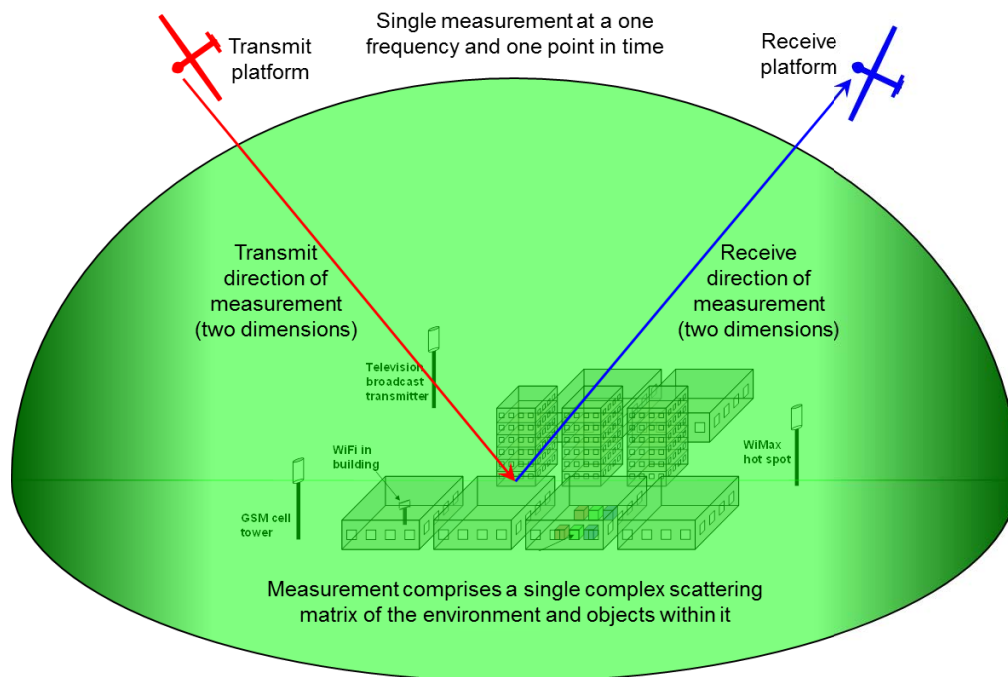 Single measurement at a one
frequency and one point in time
Transmit
platform
Receive
platform
Transmit
direction of
measurement
(two dimensions)
Receive
direction of
measurement
(two dimensions)
Television
broadcast
transmitter
WiFi in
building
WiMax
hot spot
GSM cell
tower
Measurement comprises a single complex scattering
matrix of the environment and objects within it